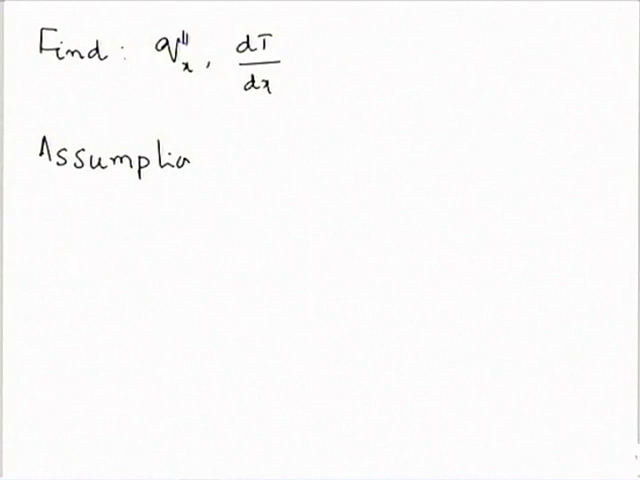 Find : q″ₓ , dT/dx
Assumptio